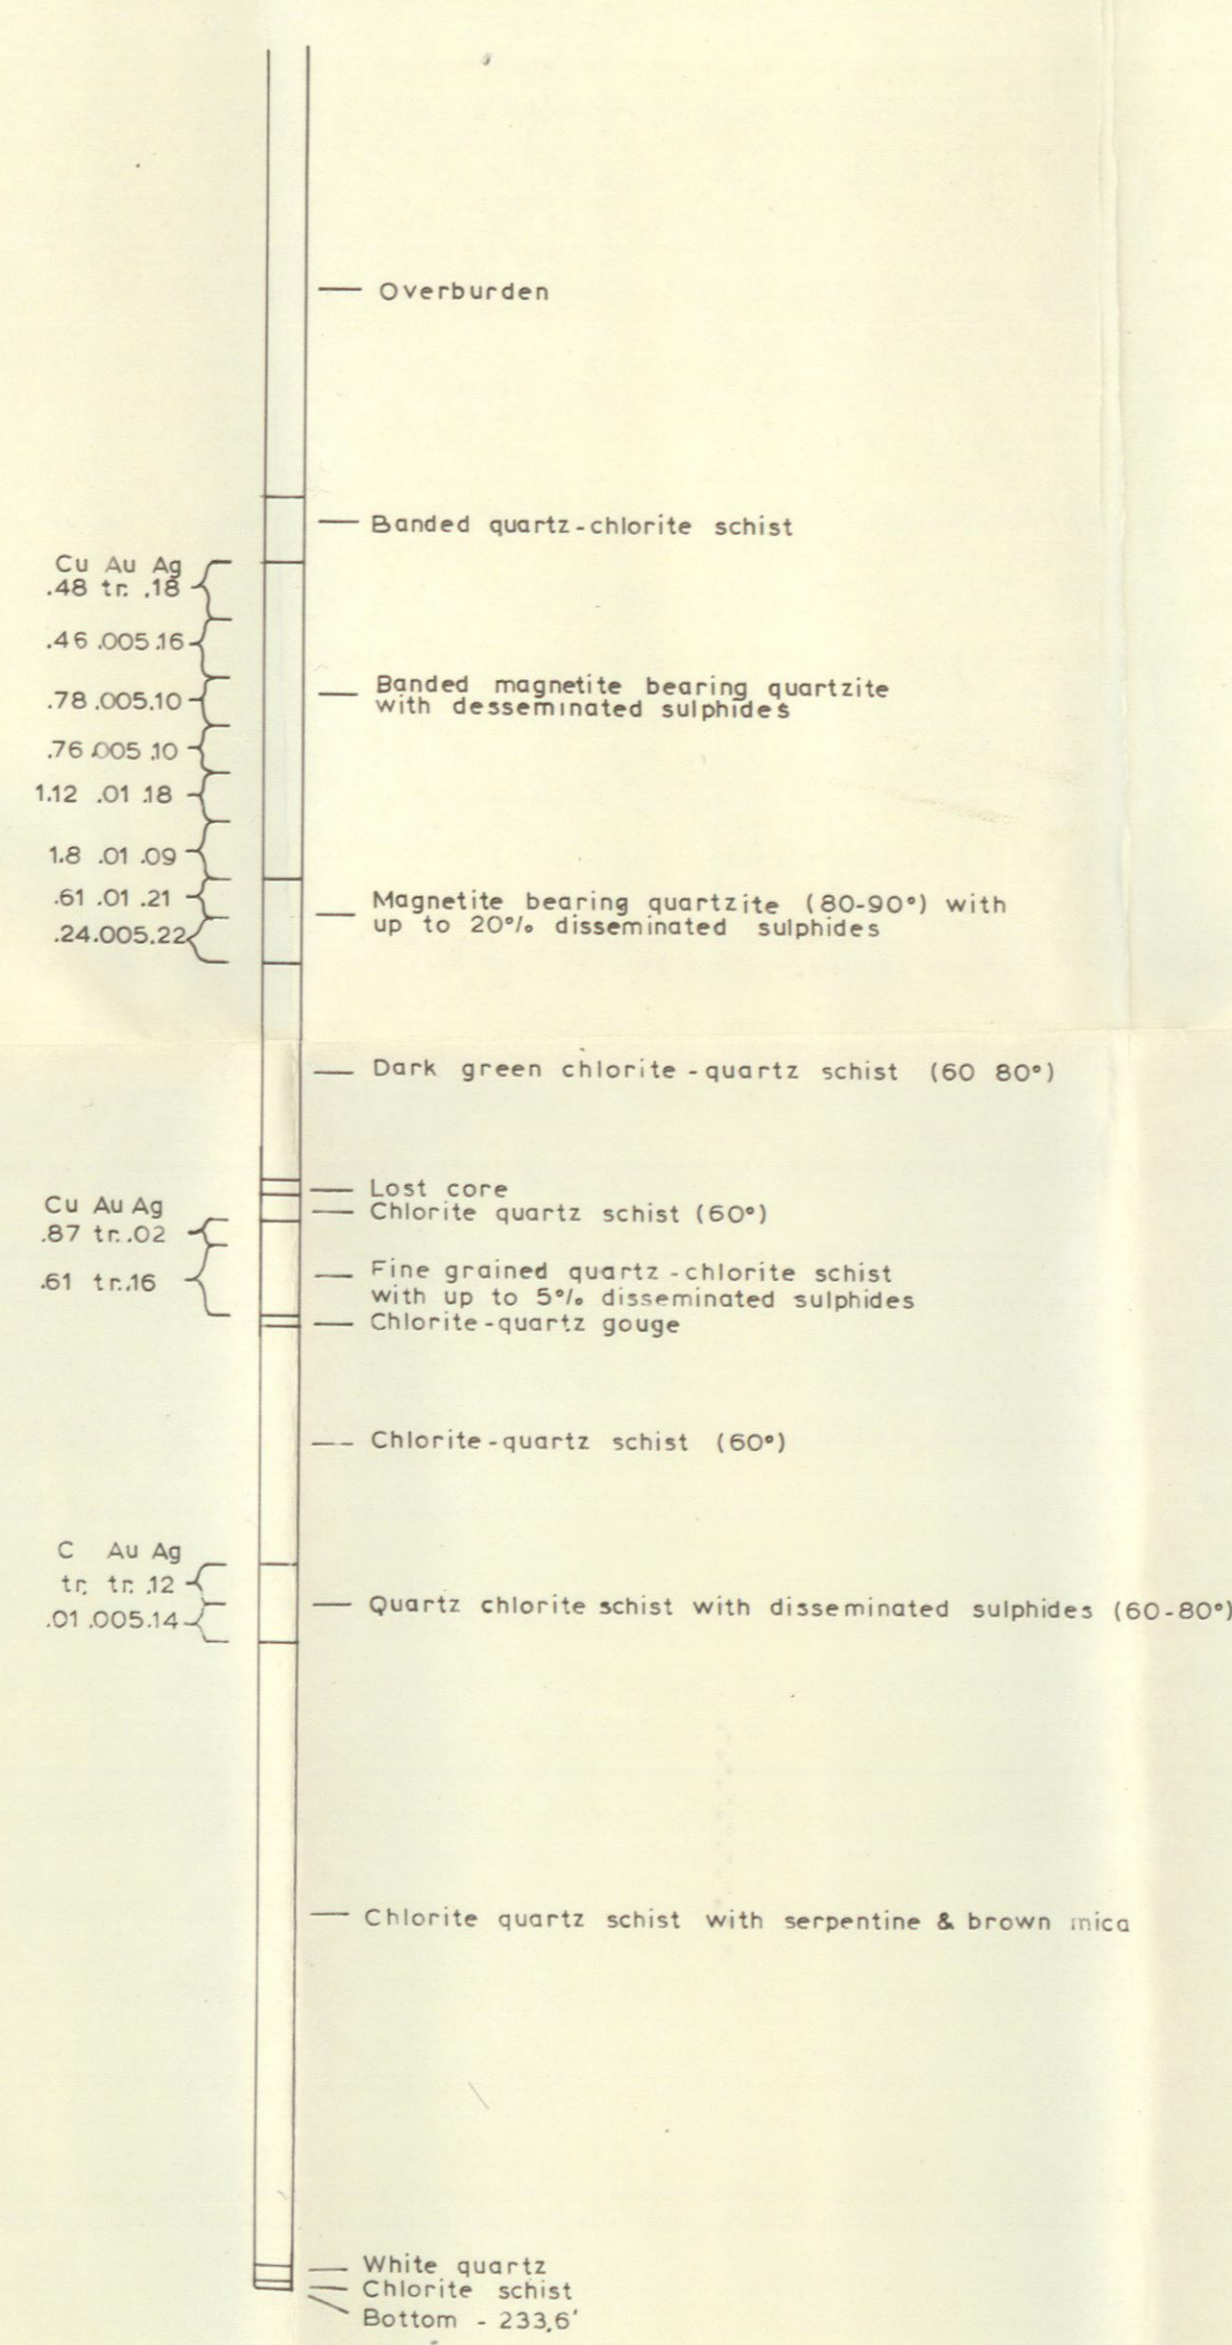 Overburden
Banded quartz-chlorite schist
Cu Au Ag
.48 tr. .18
.46 .005 .16
Banded magnetite bearing quartzite
with desseminated sulphides
.78 .005 .10
.76 .005 .10
1.12 .01 .18
1.8 .01 .09
.61 .01 .21
Magnetite bearing quartzite (80-90°) with
up to 20% disseminated sulphides
.24 .005 .22
Dark green chlorite - quartz schist (60 80°)
Lost core
Chlorite quartz schist (60°)
Cu Au Ag
.87 tr. .02
.61 tr. .16
Fine grained quartz - chlorite schist
with up to 5% disseminated sulphides
Chlorite-quartz gouge
Chlorite-quartz schist (60°)
C Au Ag
tr. tr. .12
.01 .005 .14
Quartz chlorite schist with disseminated sulphides (60-80°)
Chlorite quartz schist with serpentine & brown mica
White quartz
Chlorite schist
Bottom - 233.6'